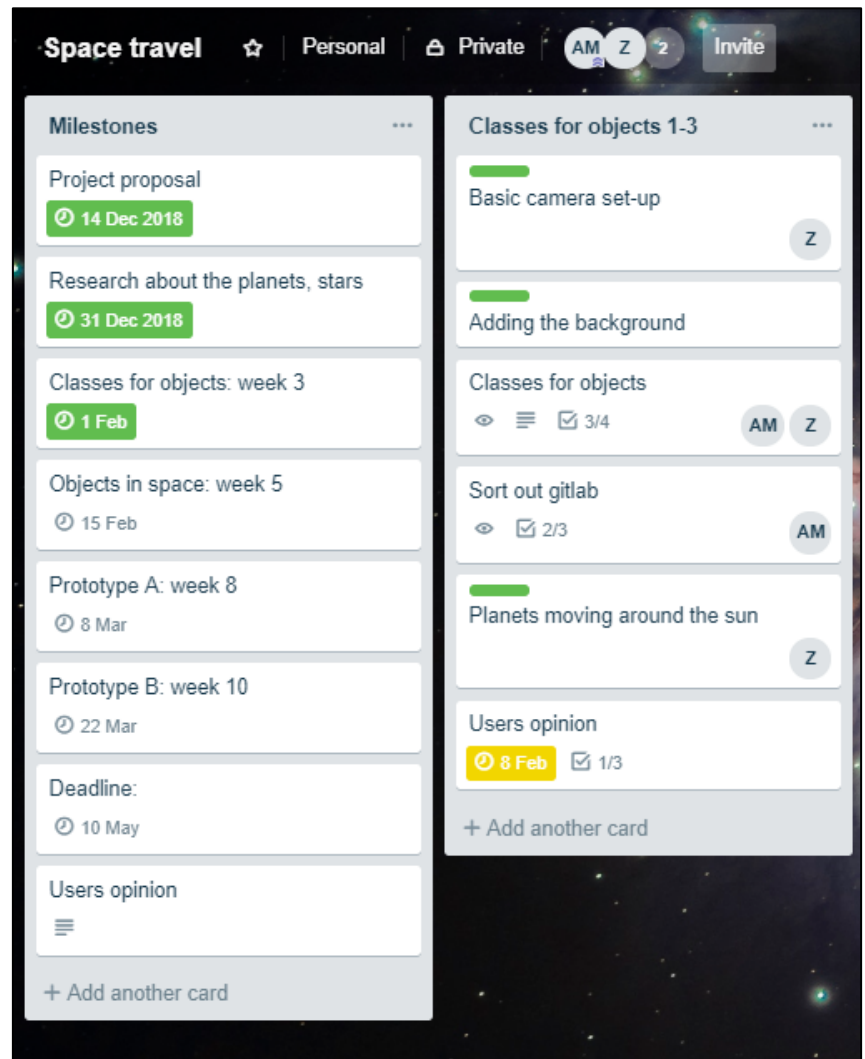 Space travel Personal Private AM Z 2 Invite
Milestones
Project proposal
14 Dec 2018
Research about the planets, stars
31 Dec 2018
Classes for objects: week 3
1 Feb
Objects in space: week 5
15 Feb
Prototype A: week 8
8 Mar
Prototype B: week 10
22 Mar
Deadline:
10 May
Users opinion
+ Add another card
Classes for objects 1-3
Basic camera set-up
Z
Adding the background
Classes for objects
3/4 AM Z
Sort out gitlab
2/3 AM
Planets moving around the sun
Z
Users opinion
8 Feb 1/3
+ Add another card